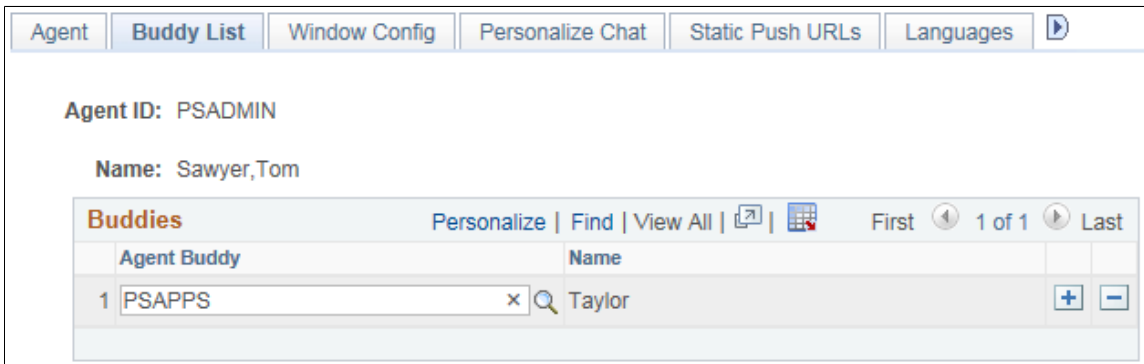 Agent Buddy List Window Config Personalize Chat Static Push URLs Languages
Agent ID: PSADMIN
Name: Sawyer,Tom
Buddies Personalize | Find | View All | | First 1 of 1 Last
Agent Buddy Name
1 PSAPPS × Taylor + −